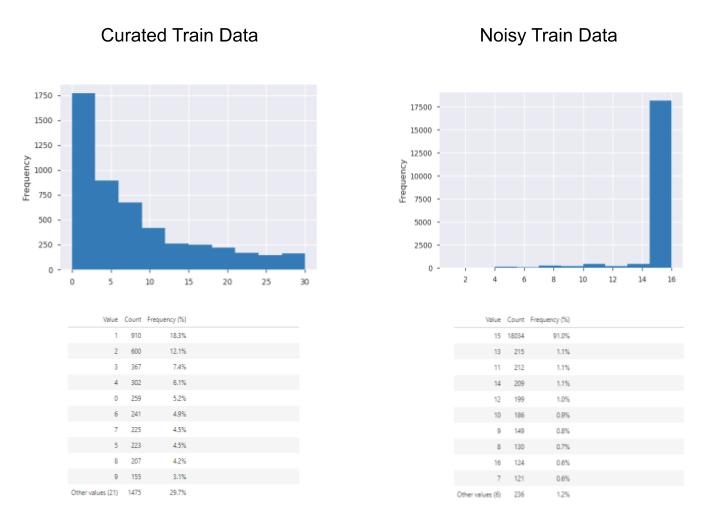 Curated Train Data
Noisy Train Data
1750
1500
1250
1000
750
500
250
0
Frequency
0 5 10 15 20 25 30
17500
15000
12500
10000
7500
5000
2500
0
Frequency
2 4 6 8 10 12 14 16
Value Count Frequency (%)
1 910 18.3%
2 600 12.1%
3 367 7.4%
4 302 6.1%
0 259 5.2%
6 241 4.9%
7 225 4.5%
5 223 4.5%
8 207 4.2%
9 155 3.1%
Other values (21) 1475 29.7%
Value Count Frequency (%)
15 18034 91.0%
13 215 1.1%
11 212 1.1%
14 209 1.1%
12 199 1.0%
10 186 0.9%
9 149 0.8%
8 130 0.7%
16 124 0.6%
7 121 0.6%
Other values (6) 236 1.2%